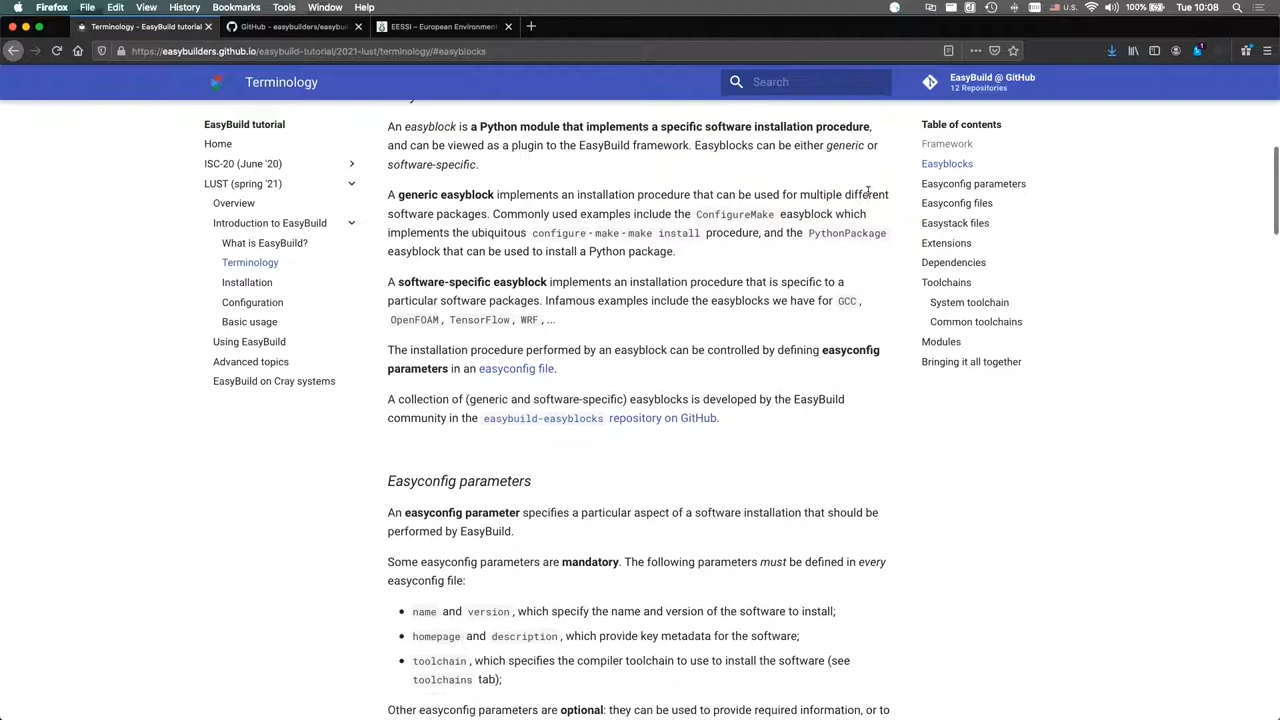 Firefox File Edit View History Bookmarks Tools Window Help
U.S. 100% Tue 10:08
Terminology - EasyBuild tutorial
GitHub - easybuilders/easybui
EESSI – European Environmen
https://easybuilders.github.io/easybuild-tutorial/2021-lust/terminology/#easyblocks
Terminology
Search
EasyBuild @ GitHub
12 Repositories
EasyBuild tutorial
Home
ISC-20 (June '20)
LUST (spring '21)
Overview
Introduction to EasyBuild
What is EasyBuild?
Terminology
Installation
Configuration
Basic usage
Using EasyBuild
Advanced topics
EasyBuild on Cray systems
An easyblock is a Python module that implements a specific software installation procedure,
and can be viewed as a plugin to the EasyBuild framework. Easyblocks can be either generic or
software-specific.
A generic easyblock implements an installation procedure that can be used for multiple different
software packages. Commonly used examples include the ConfigureMake easyblock which
implements the ubiquitous configure-make-make install procedure, and the PythonPackage
easyblock that can be used to install a Python package.
A software-specific easyblock implements an installation procedure that is specific to a
particular software packages. Infamous examples include the easyblocks we have for GCC,
OpenFOAM, TensorFlow, WRF, ...
The installation procedure performed by an easyblock can be controlled by defining easyconfig
parameters in an easyconfig file.
A collection of (generic and software-specific) easyblocks is developed by the EasyBuild
community in the easybuild-easyblocks repository on GitHub.
Easyconfig parameters
An easyconfig parameter specifies a particular aspect of a software installation that should be
performed by EasyBuild.
Some easyconfig parameters are mandatory. The following parameters must be defined in every
easyconfig file:
• name and version, which specify the name and version of the software to install;
• homepage and description, which provide key metadata for the software;
• toolchain, which specifies the compiler toolchain to use to install the software (see
toolchains tab);
Other easyconfig parameters are optional: they can be used to provide required information, or to
Table of contents
Framework
Easyblocks
Easyconfig parameters
Easyconfig files
Easystack files
Extensions
Dependencies
Toolchains
System toolchain
Common toolchains
Modules
Bringing it all together